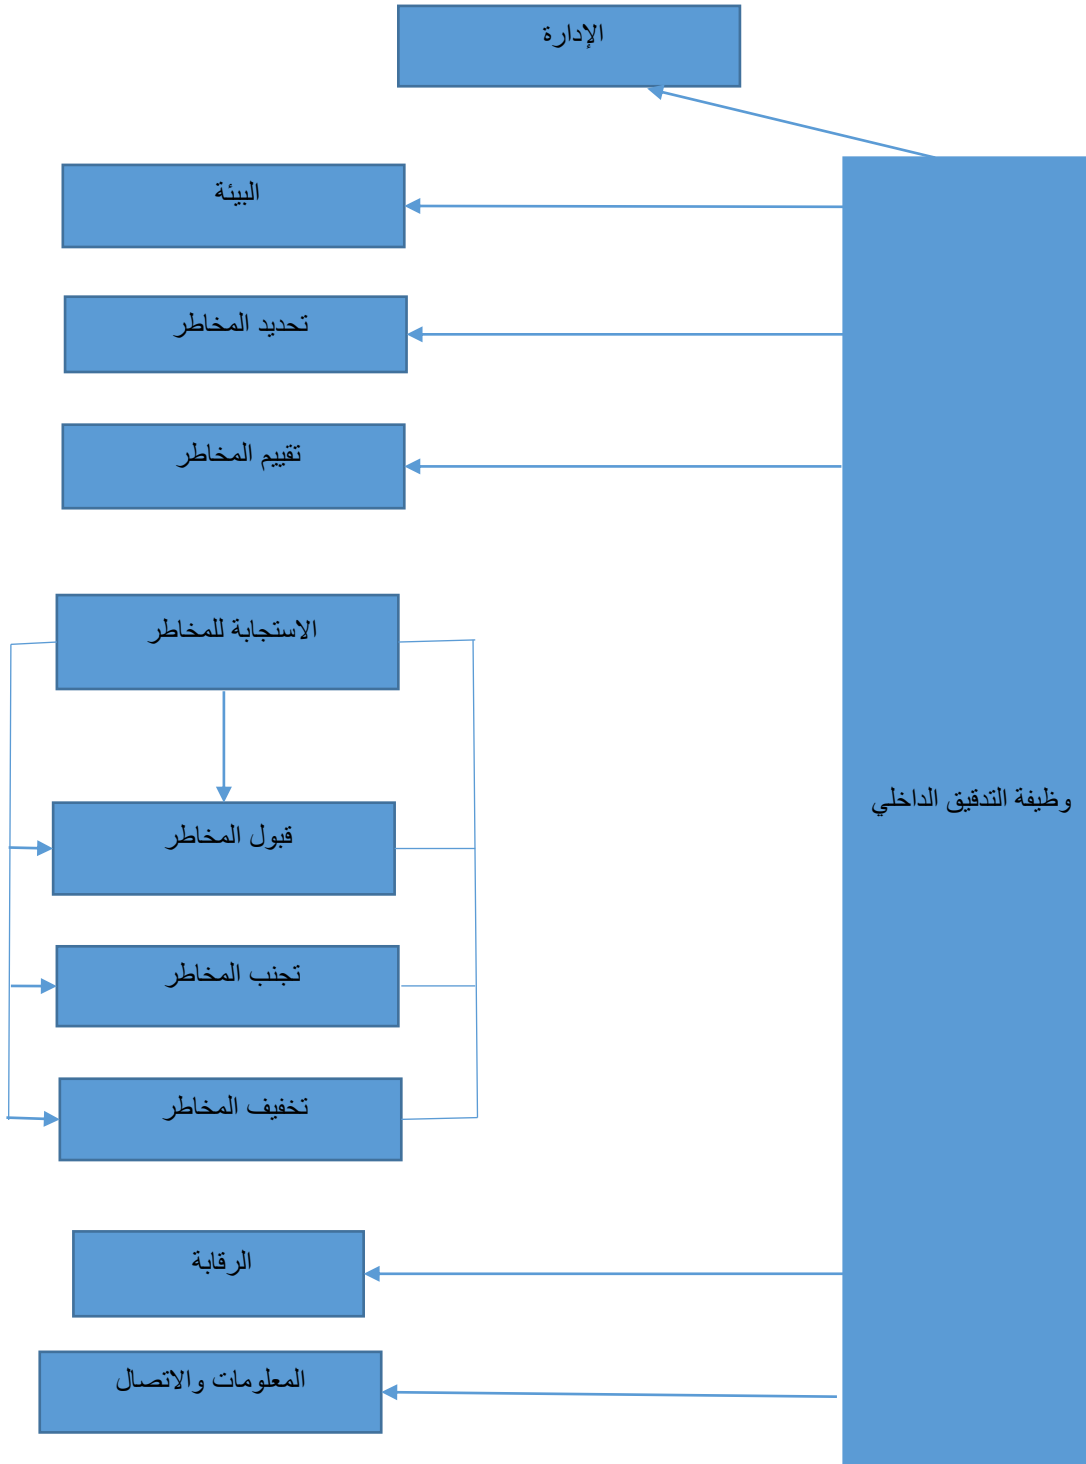 الإدارة
البيئة
تحديد المخاطر
تقييم المخاطر
الاستجابة للمخاطر
وظيفة التدقيق الداخلي
قبول المخاطر
تجنب المخاطر
تخفيف المخاطر
الرقابة
المعلومات والاتصال